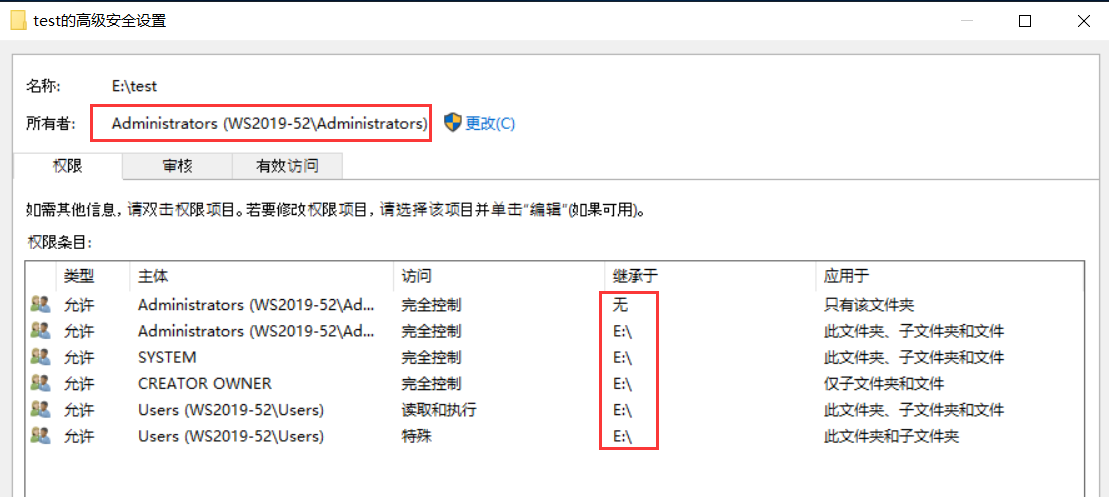 test的高级安全设置
名称: E:\test
所有者: Administrators (WS2019-52\Administrators) 更改(C)
权限 审核 有效访问
如需其他信息，请双击权限项目。若要修改权限项目，请选择该项目并单击“编辑”(如果可用)。
权限条目:
类型 主体 访问 继承于 应用于
允许 Administrators (WS2019-52\Ad... 完全控制 无 只有该文件夹
允许 Administrators (WS2019-52\Ad... 完全控制 E:\ 此文件夹、子文件夹和文件
允许 SYSTEM 完全控制 E:\ 此文件夹、子文件夹和文件
允许 CREATOR OWNER 完全控制 E:\ 仅子文件夹和文件
允许 Users (WS2019-52\Users) 读取和执行 E:\ 此文件夹、子文件夹和文件
允许 Users (WS2019-52\Users) 特殊 E:\ 此文件夹和子文件夹